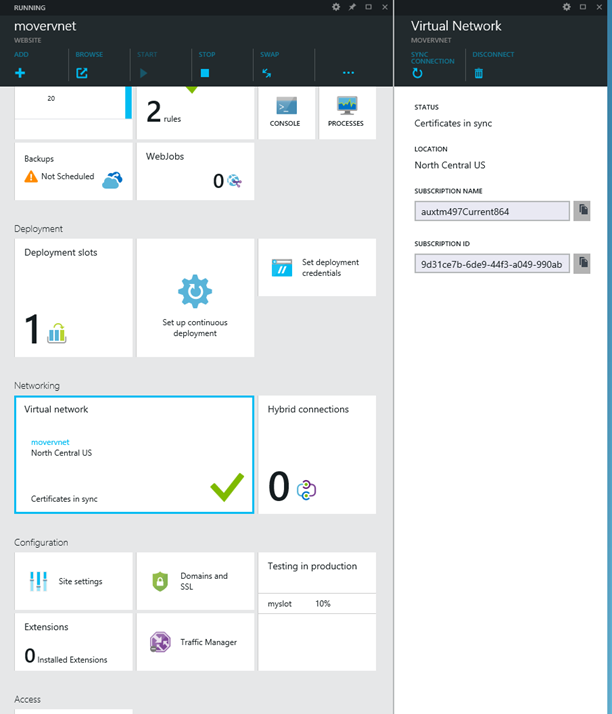 RUNNING
movervnet
WEBSITE
ADD
BROWSE
START
STOP
SWAP
20
2 rules
CONSOLE
PROCESSES
Backups
Not Scheduled
WebJobs
0
Deployment
Deployment slots
1
Set up continuous
deployment
Set deployment
credentials
Networking
Virtual network
movervnet
North Central US
Certificates in sync
Hybrid connections
0
Configuration
Site settings
Domains and
SSL
Testing in production
myslot 10%
Extensions
0 Installed Extensions
Traffic Manager
Access
Virtual Network
MOVERVNET
SYNC
CONNECTION
DISCONNECT
STATUS
Certificates in sync
LOCATION
North Central US
SUBSCRIPTION NAME
auxtm497Current864
SUBSCRIPTION ID
9d31ce7b-6de9-44f3-a049-990ab